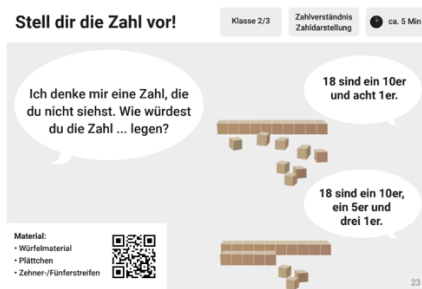 Stell dir die Zahl vor!
Klasse 2/3
Zahlverständnis
Zahldarstellung
ca. 5 Min
Ich denke mir eine Zahl, die
du nicht siehst. Wie würdest
du die Zahl ... legen?
18 sind ein 10er
und acht 1er.
18 sind ein 10er,
ein 5er und
drei 1er.
Material:
• Würfelmaterial
• Plättchen
• Zehner-/Fünferstreifen
23